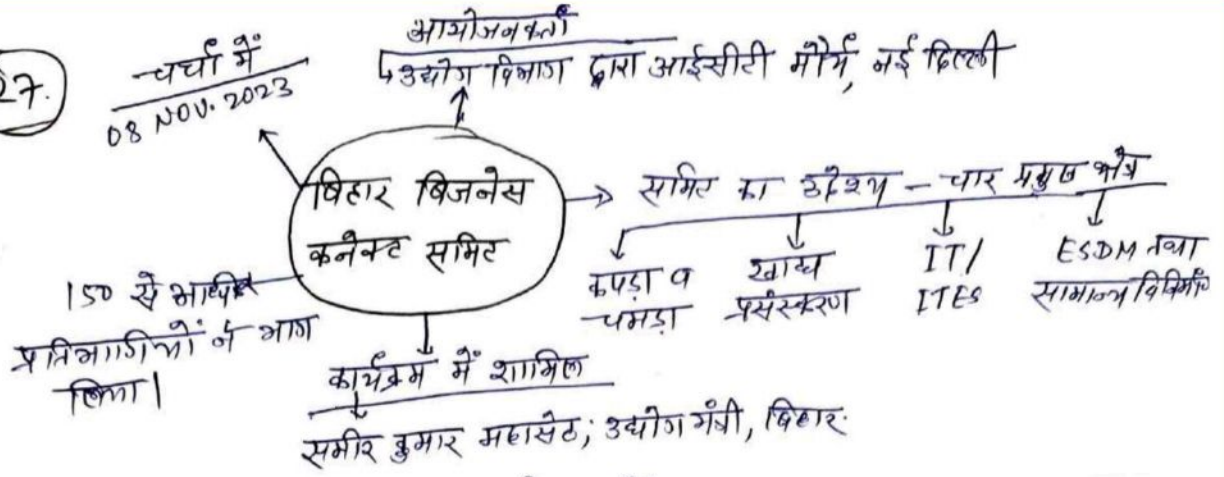 27.
चर्चा में
08 NOV. 2023
आयोजनकर्ता
उद्योग विभाग द्वारा आईसीटी मौर्य, नई दिल्ली
बिहार बिजनेस
कनेक्ट समिट
समिट का उद्देश्य – चार प्रमुख क्षेत्र
कपड़ा व
चमड़ा
खाद्य
प्रसंस्करण
IT/
ITES
ESDM तथा
सामान्य विनिर्माण
150 से अधिक
प्रतिभागियों ने भाग
लिया।
कार्यक्रम में शामिल
समीर कुमार महासेठ; उद्योग मंत्री, बिहार.